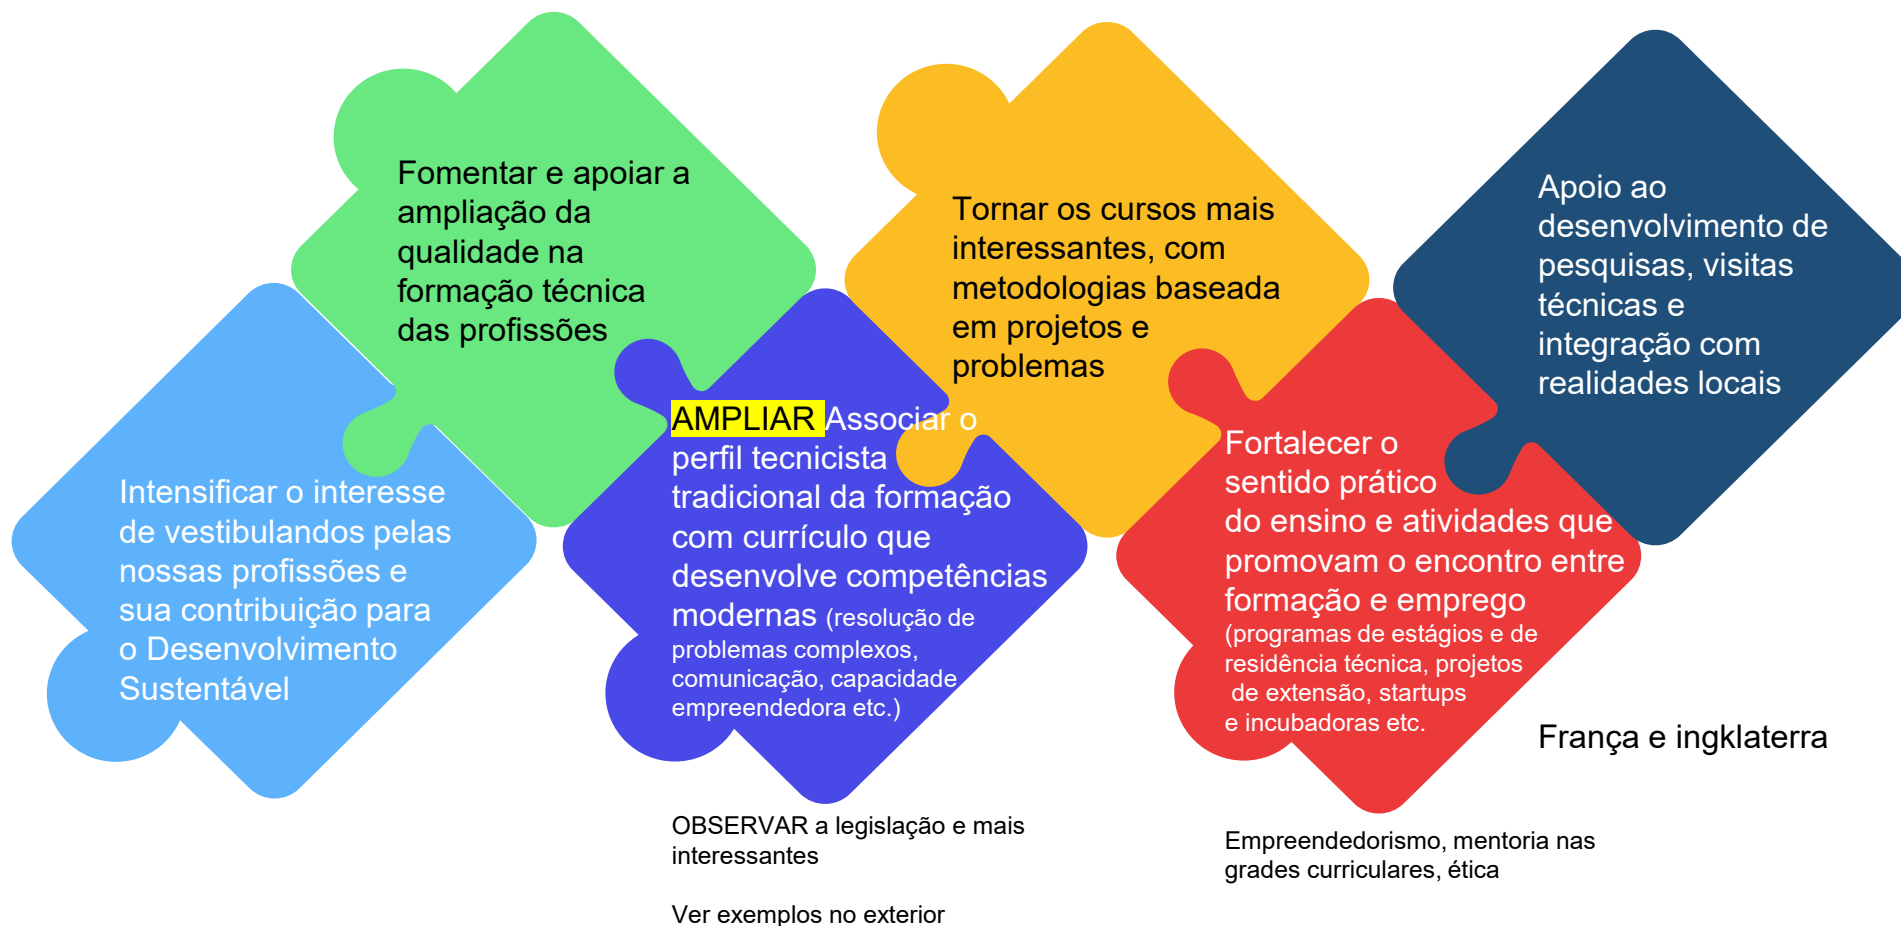 Intensificar o interesse
de vestibulandos pelas
nossas profissões e
sua contribuição para
o Desenvolvimento
Sustentável
Fomentar e apoiar a
ampliação da
qualidade na
formação técnica
das profissões
AMPLIAR Associar o
perfil tecnicista
tradicional da formação
com currículo que
desenvolve competências
modernas (resolução de
problemas complexos,
comunicação, capacidade
empreendedora etc.)
OBSERVAR a legislação e mais
interessantes
Ver exemplos no exterior
Tornar os cursos mais
interessantes, com
metodologias baseada
em projetos e
problemas
Fortalecer o
sentido prático
do ensino e atividades que
promovam o encontro entre
formação e emprego
(programas de estágios e de
residência técnica, projetos
de extensão, startups
e incubadoras etc.
Empreendedorismo, mentoria nas
grades curriculares, ética
Apoio ao
desenvolvimento de
pesquisas, visitas
técnicas e
integração com
realidades locais
França e ingklaterra